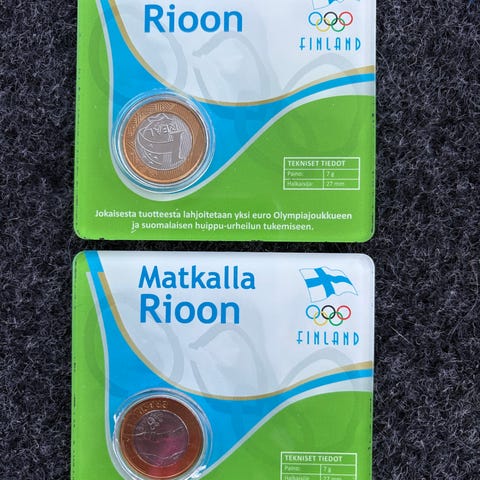 Rioon
FINLAND
TEKNISET TIEDOT
Paino: 7 g
Halkaisija: 27 mm
Jokaisesta tuotteesta lahjoitetaan yksi euro Olympiajoukkueen
ja suomalaisen huippu-urheilun tukemiseen.
Matkalla
Rioon
FINLAND
TEKNISET TIEDOT
Paino: 7 g